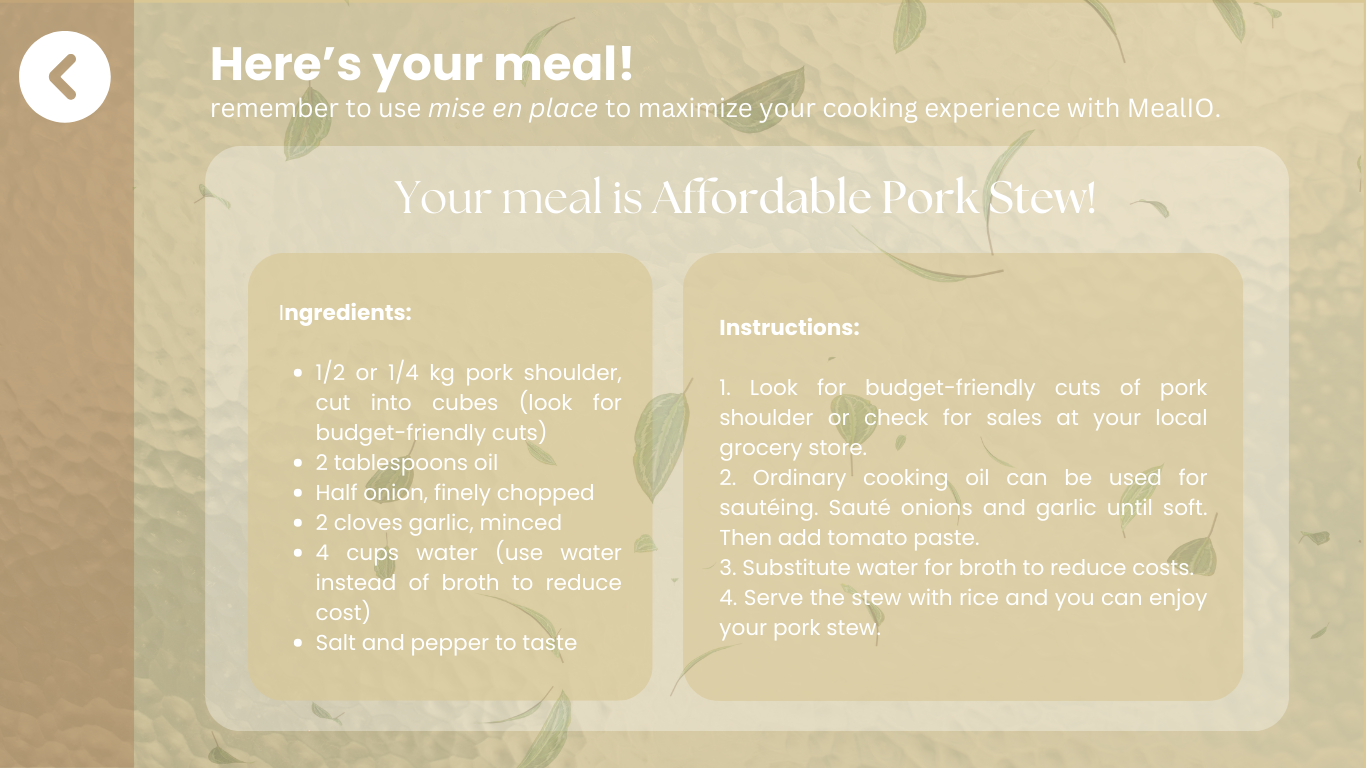 Here's your meal!
remember to use mise en place to maximize your cooking experience with MealIO.
Your meal is Affordable Pork Stew!
Ingredients:
• 1/2 or 1/4 kg pork shoulder,
cut into cubes (look for
budget-friendly cuts)
• 2 tablespoons oil
• Half onion, finely chopped
• 2 cloves garlic, minced
• 4 cups water (use water
instead of broth to reduce
cost)
• Salt and pepper to taste
Instructions:
1. Look for budget-friendly cuts of pork
shoulder or check for sales at your local
grocery store.
2. Ordinary cooking oil can be used for
sautéing. Sauté onions and garlic until soft.
Then add tomato paste.
3. Substitute water for broth to reduce costs.
4. Serve the stew with rice and you can enjoy
your pork stew.